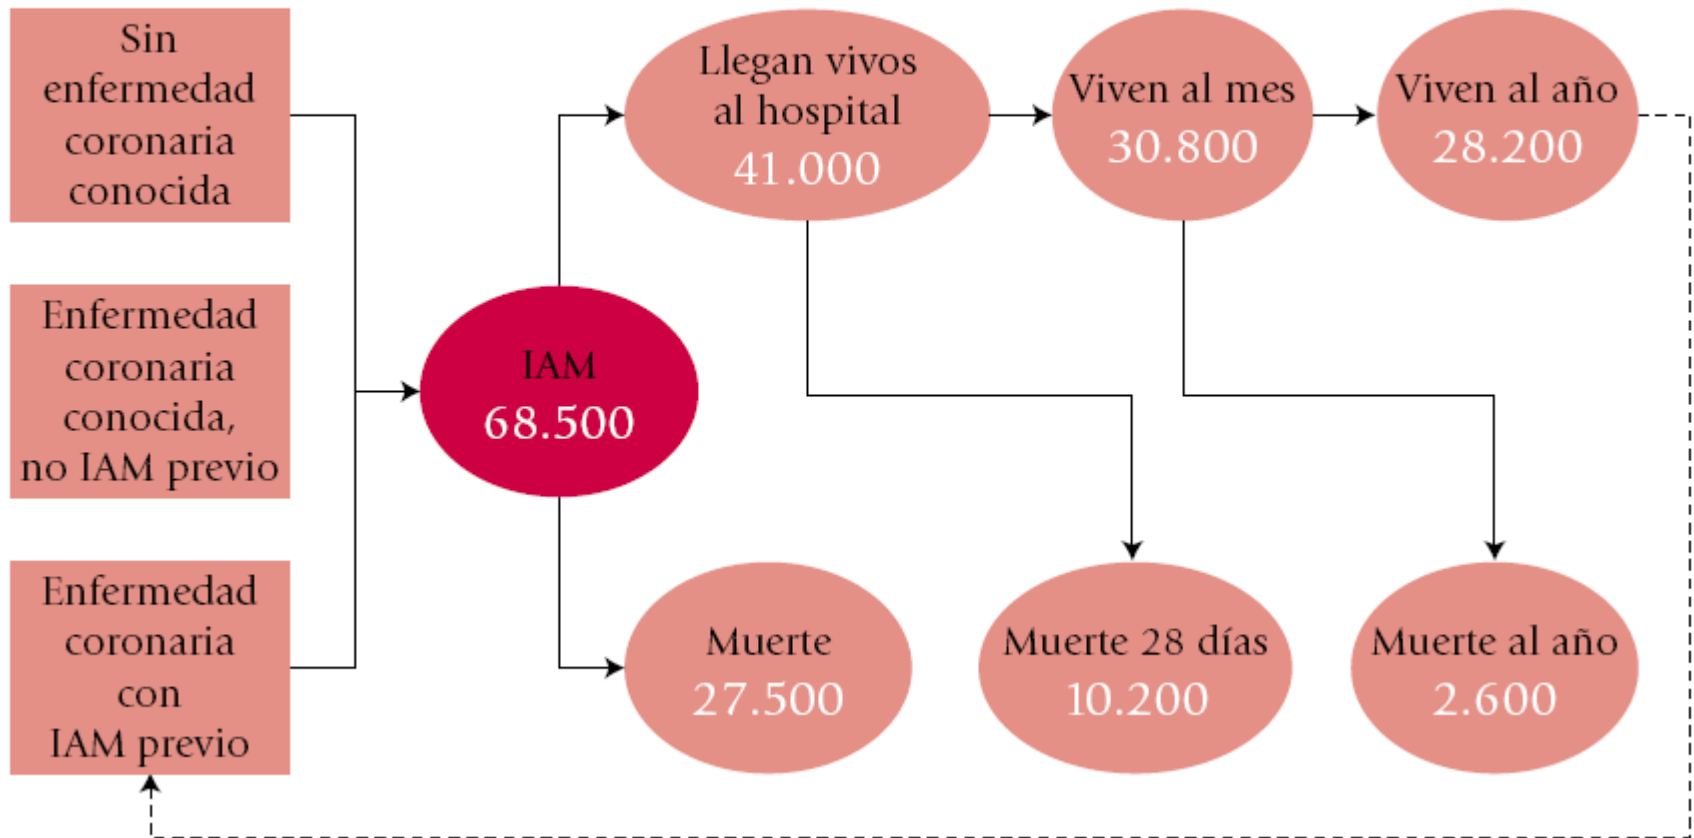 Sin
enfermedad
coronaria
conocida
Enfermedad
coronaria
conocida,
no IAM previo
Enfermedad
coronaria
con
IAM previo
IAM
68.500
Llegan vivos
al hospital
41.000
Viven al mes
30.800
Viven al año
28.200
Muerte
27.500
Muerte 28 días
10.200
Muerte al año
2.600